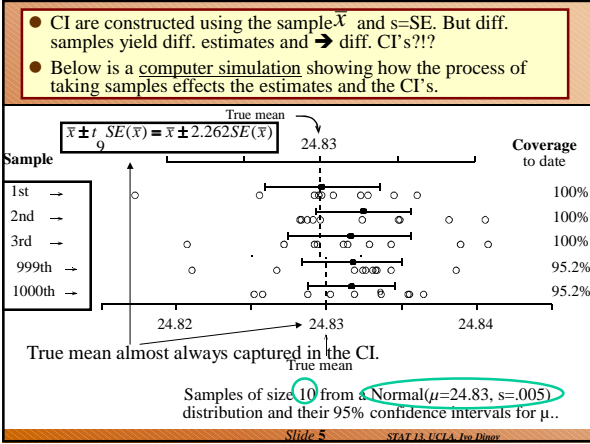 CI are constructed using the sample x̄ and s=SE. But diff.
samples yield diff. estimates and ➔ diff. CI's?!?
Below is a computer simulation showing how the process of
taking samples effects the estimates and the CI's.
True mean
x̄ ± t₉ SE(x̄) = x̄ ± 2.262SE(x̄)
24.83
Coverage
to date
Sample
1st → 100%
2nd → 100%
3rd → 100%
999th → 95.2%
1000th → 95.2%
24.82 24.83 24.84
True mean almost always captured in the CI.
True mean
Samples of size 10 from a Normal(μ=24.83, s=.005)
distribution and their 95% confidence intervals for μ..
Slide 5 STAT 13, UCLA, Ivo Dinov